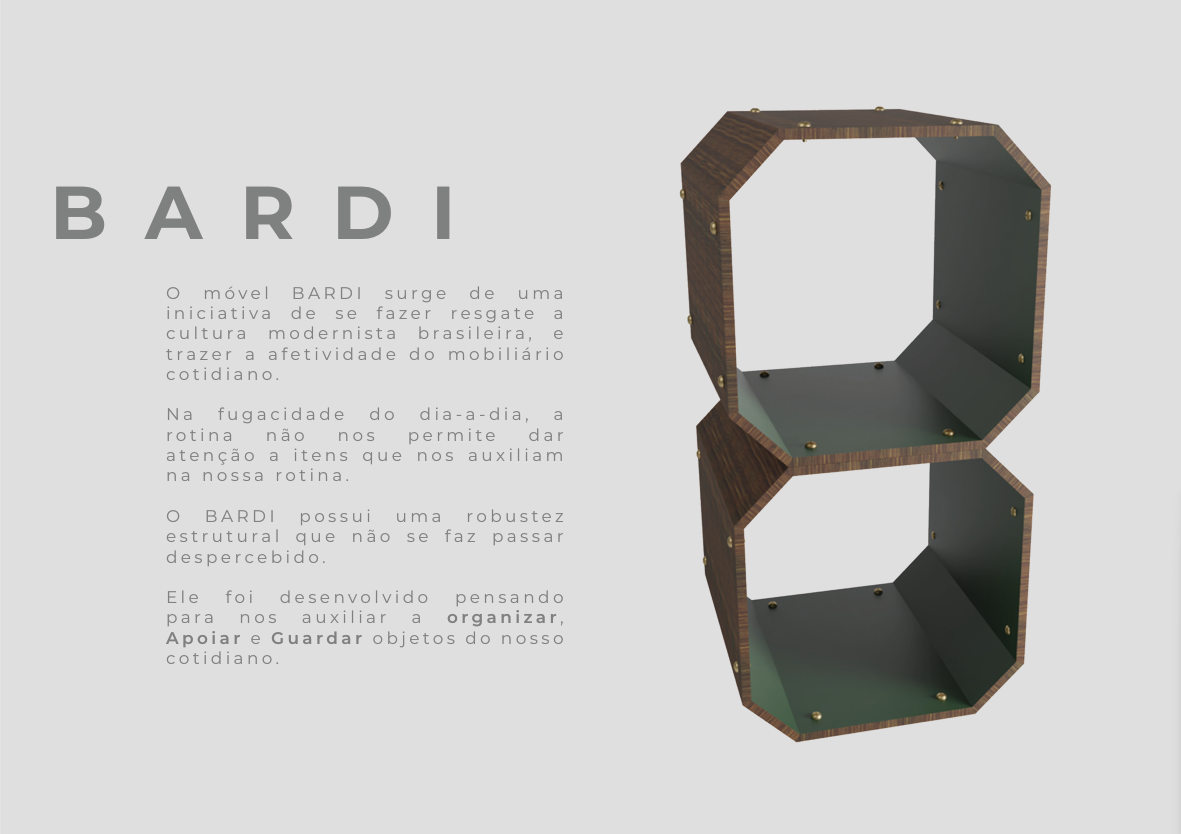 BARDI
O móvel BARDI surge de uma
iniciativa de se fazer resgate a
cultura modernista brasileira, e
trazer a afetividade do mobiliário
cotidiano.
Na fugacidade do dia-a-dia, a
rotina não nos permite dar
atenção a itens que nos auxiliam
na nossa rotina.
O BARDI possui uma robustez
estrutural que não se faz passar
despercebido.
Ele foi desenvolvido pensando
para nos auxiliar a organizar,
Apoiar e Guardar objetos do nosso
cotidiano.